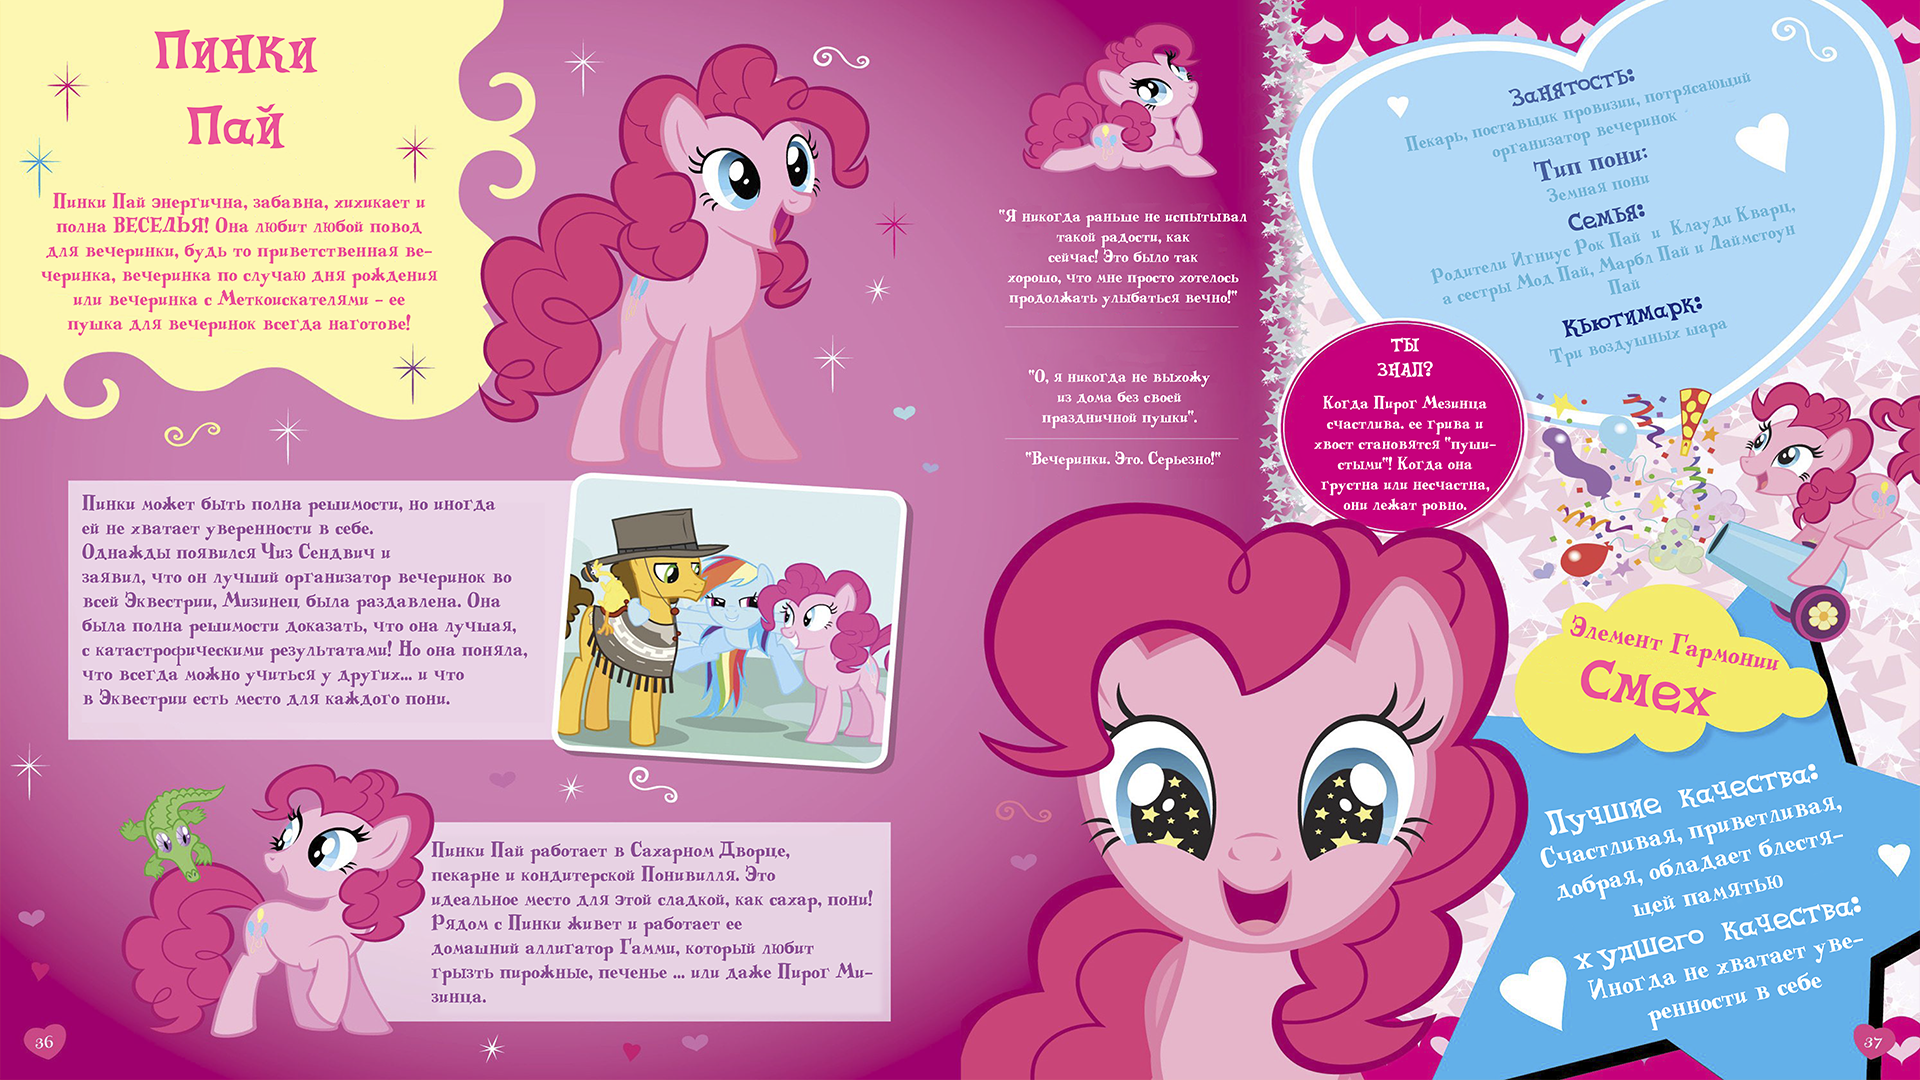 Пинки
Пай
Пинки Пай энергична, забавна, хихикает и
полна ВЕСЕЛЬЯ! Она любит любой повод
для вечеринки, будь то приветственная ве-
черинка, вечеринка по случаю дня рождения
или вечеринка с Меткоискателями - ее
пушка для вечеринок всегда наготове!
Пинки может быть полна решимости, но иногда
ей не хватает уверенности в себе.
Однажды появился Чиз Сендвич и
заявил, что он лучший организатор вечеринок во
всей Эквестрии, Мизинец была раздавлена. Она
была полна решимости доказать, что она лучшая,
с катастрофическими результатами! Но она поняла,
что всегда можно учиться у других... и что
в Эквестрии есть место для каждого пони.
Пинки Пай работает в Сахарном Дворце,
пекарне и кондитерской Понивилля. Это
идеальное место для этой сладкой, как сахар, пони!
Рядом с Пинки живет и работает ее
домашний аллигатор Гамми, который любит
грызть пирожные, печенье ... или даже Пирог Ми-
зинца.
36
"Я никогда раньше не испытывал
такой радости, как
сейчас! Это было так
хорошо, что мне просто хотелось
продолжать улыбаться вечно!"
"О, я никогда не выхожу
из дома без своей
праздничной пушки".
"Вечеринки. Это. Серьезно!"
Занятость:
Пекарь, поставщик провизии, потрясающий
организатор вечеринок
Тип пони:
Земная пони
Семья:
Родители Игниус Рок Пай и Клауди Кварц,
а сестры Мод Пай, Марбл Пай и Лаймстоун
Пай
Кьютимарк:
Три воздушных шара
ТЫ
ЗНАЛ?
Когда Пирог Мезинца
счастлива. ее грива и
хвост становятся "пуши-
стыми"! Когда она
грустна или несчастна,
они лежат ровно.
Элемент Гармонии
Смех
Лучшие качества:
Счастливая, приветливая,
добрая, обладает блестя-
щей памятью
худшего качества:
Иногда не хватает уве-
ренности в себе
37